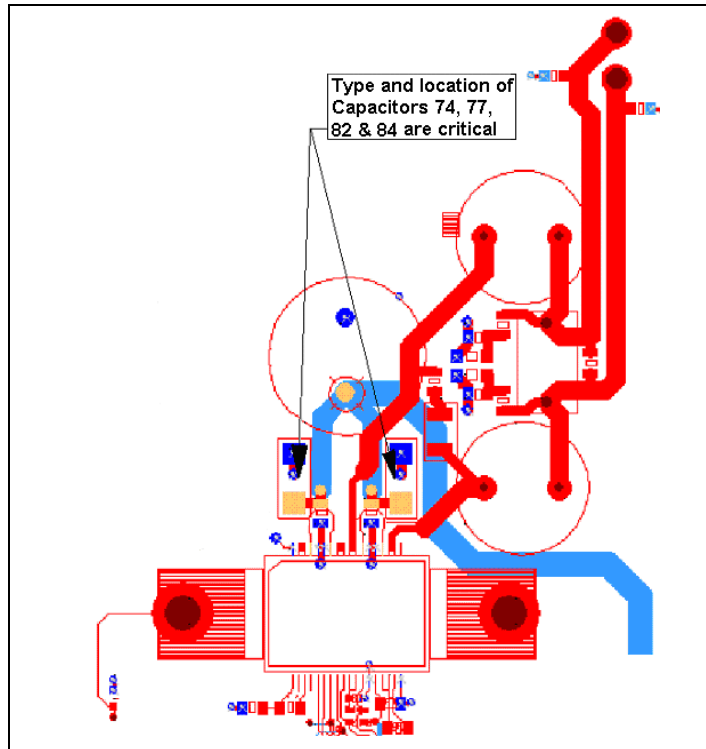 Type and location of
Capacitors 74, 77,
82 & 84 are critical